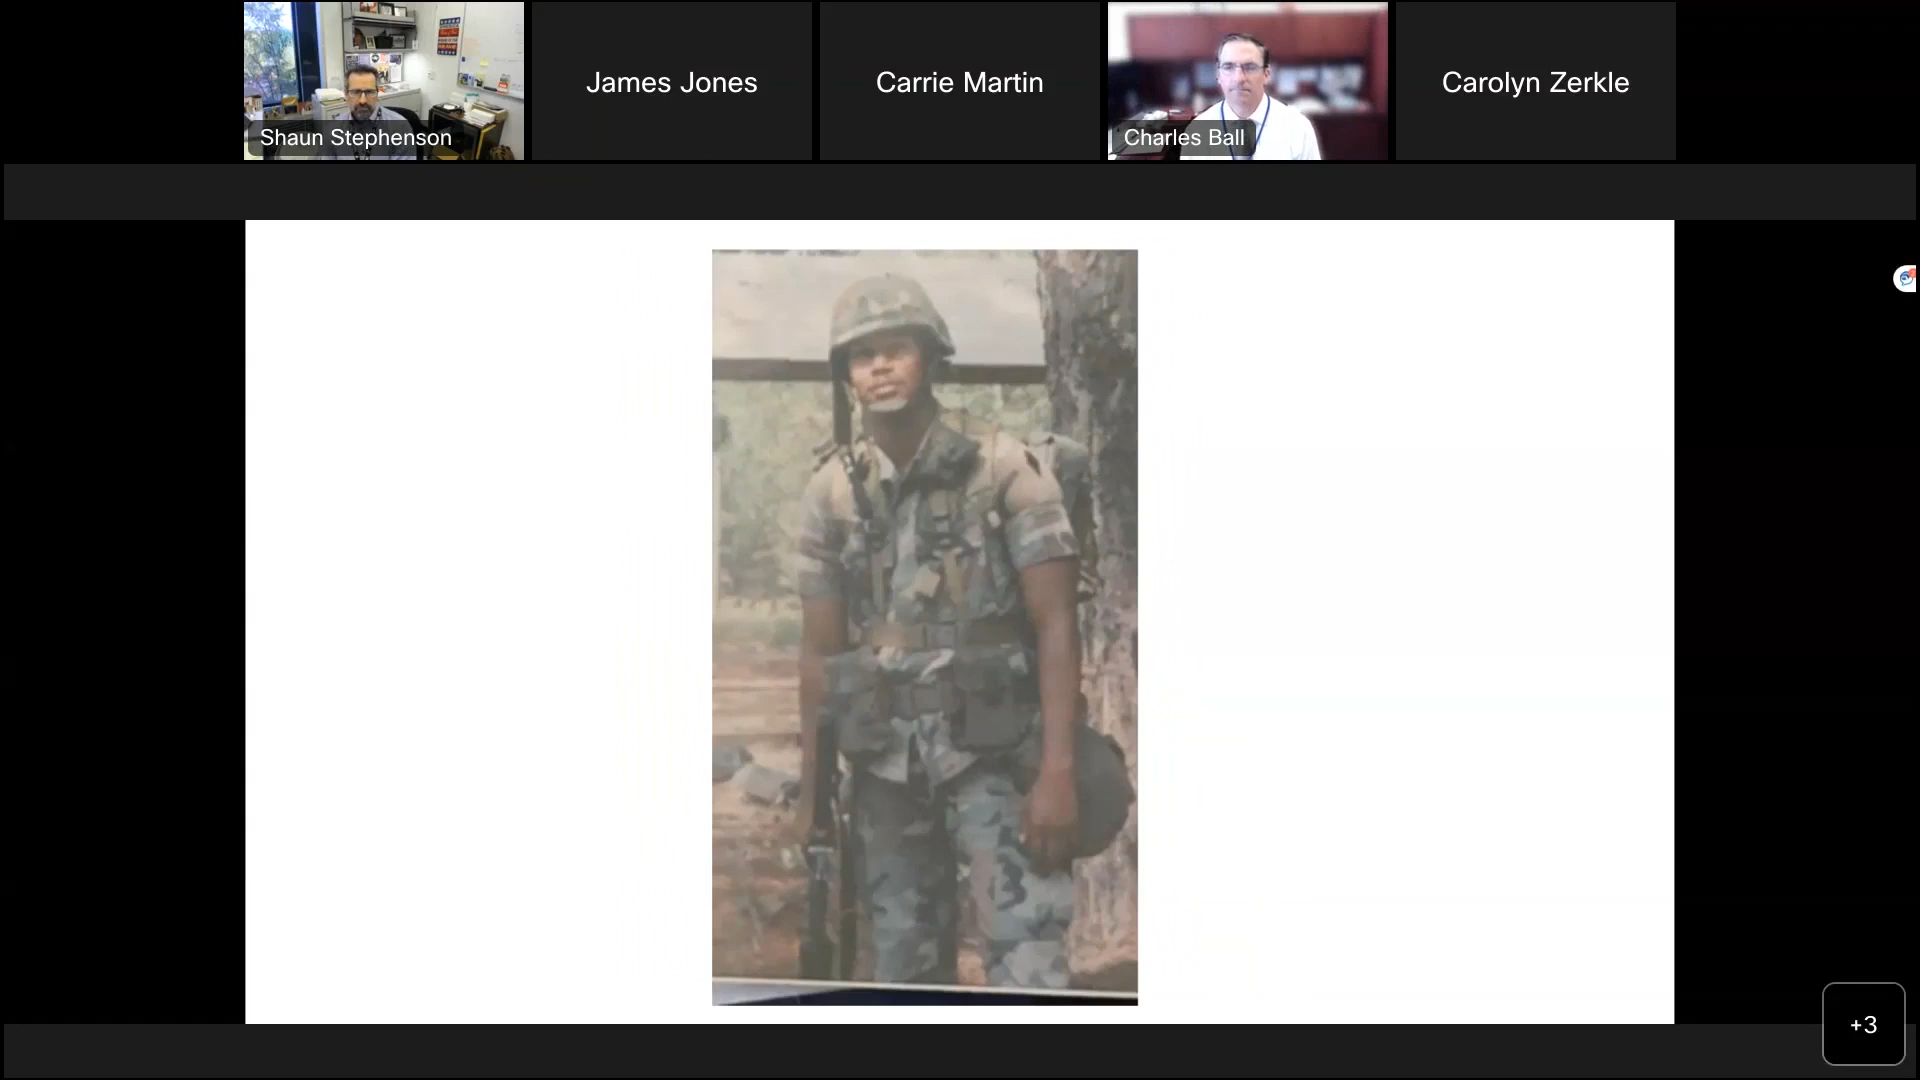 Shaun Stephenson
James Jones
Carrie Martin
Charles Ball
Carolyn Zerkle
+3